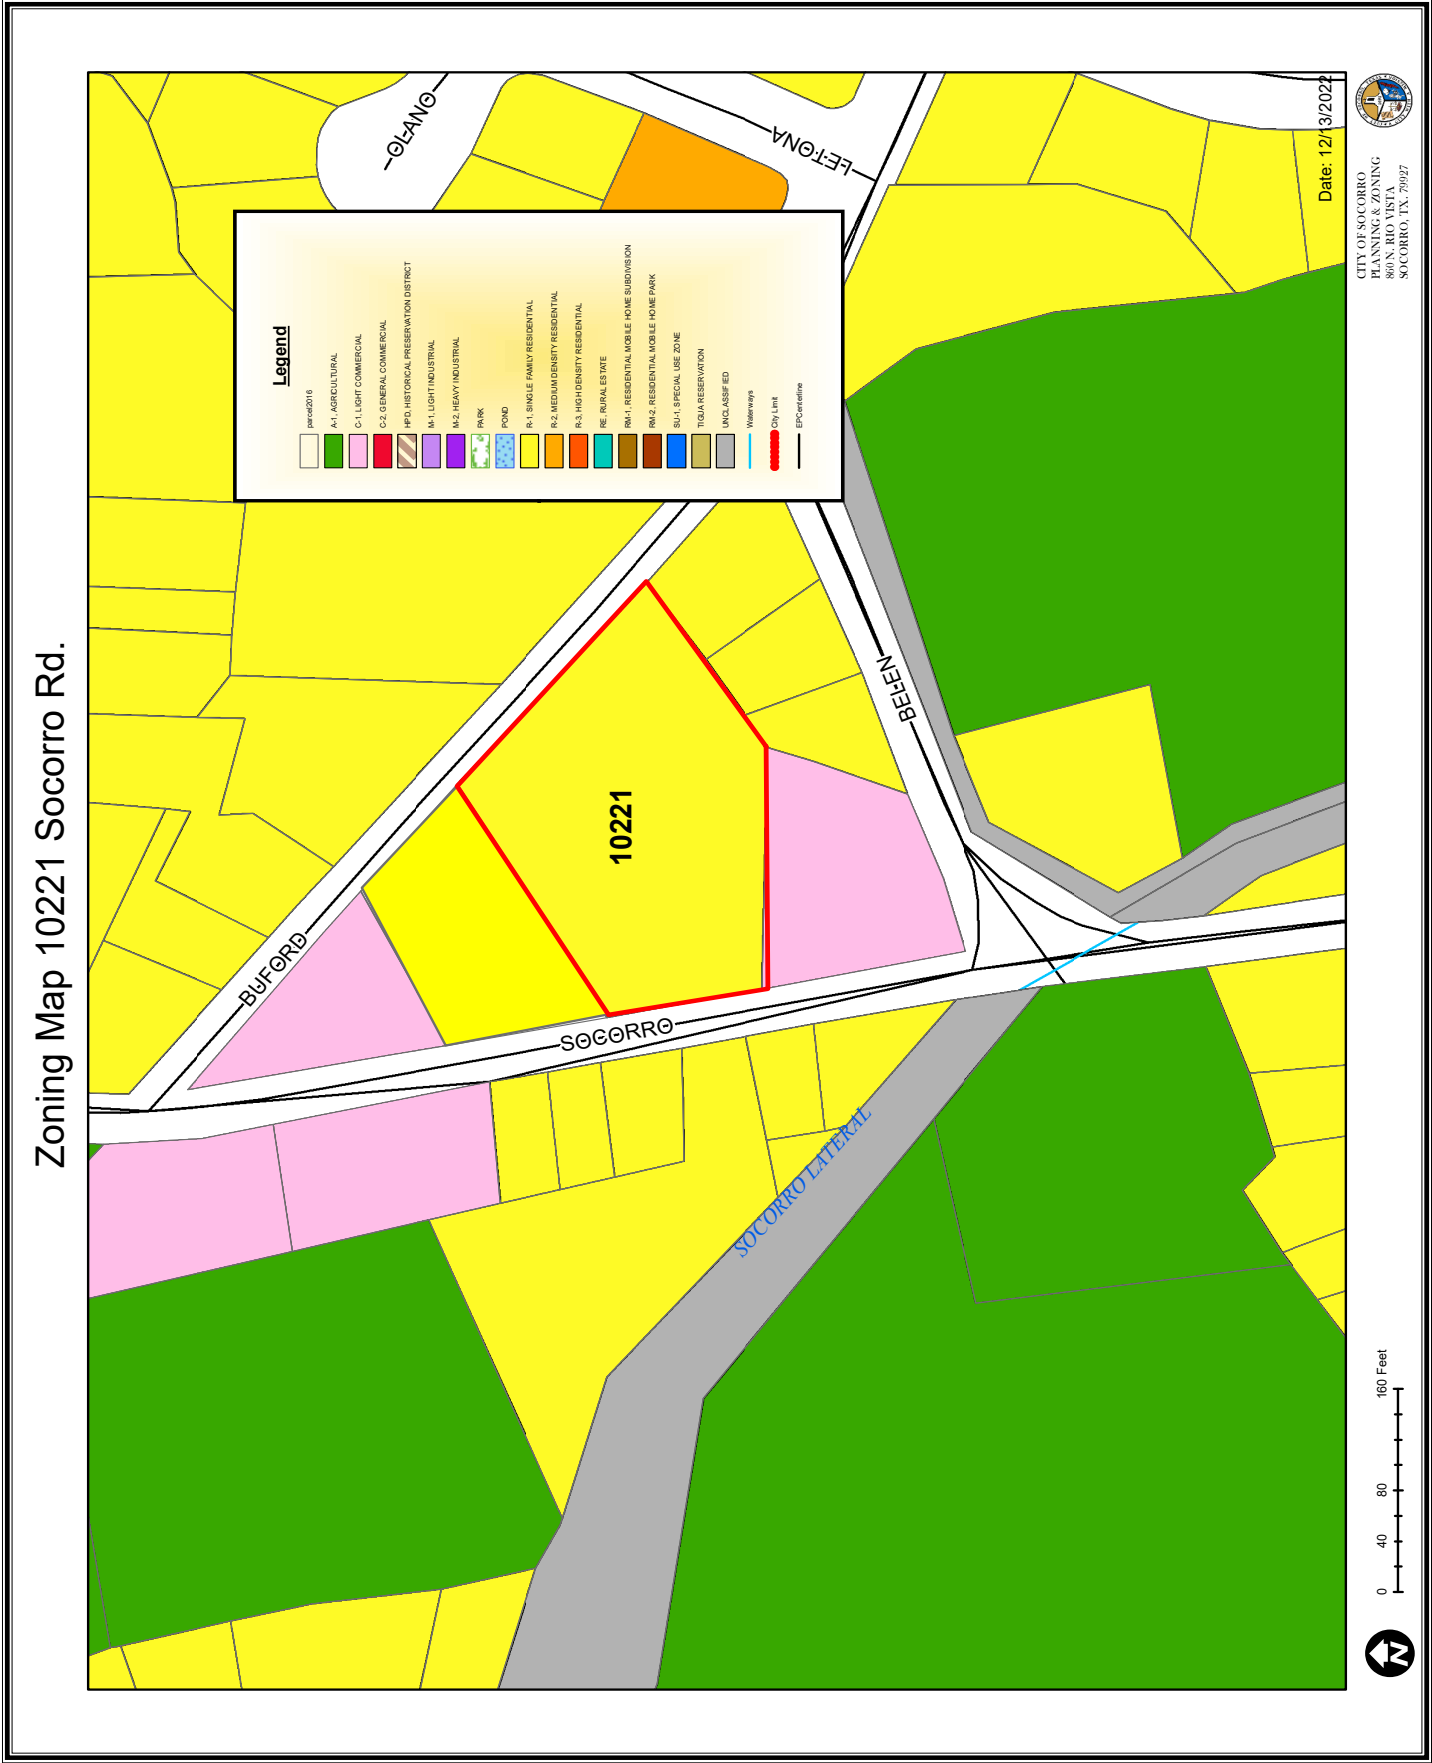 Zoning Map 10221 Socorro Rd.
OLANO
LETONA
BUFORD
10221
BELEN
SOCORRO
SOCORRO LATERAL
Legend
parcel2016
A-1, AGRICULTURAL
C-1, LIGHT COMMERCIAL
C-2, GENERAL COMMERCIAL
HPD, HISTORICAL PRESERVATION DISTRICT
M-1, LIGHT INDUSTRIAL
M-2, HEAVY INDUSTRIAL
PARK
POND
R-1, SINGLE FAMILY RESIDENTIAL
R-2, MEDIUM DENSITY RESIDENTIAL
R-3, HIGH DENSITY RESIDENTIAL
RE, RURAL ESTATE
RM-1, RESIDENTIAL MOBILE HOME SUBDIVISION
RM-2, RESIDENTIAL MOBILE HOME PARK
SU-1, SPECIAL USE ZONE
TIGUA RESERVATION
UNCLASSIFIED
Waterways
City Limit
EPCenterline
Date: 12/13/2022
CITY OF SOCORRO
PLANNING & ZONING
860 N. RIO VISTA
SOCORRO, TX. 79927
0 40 80 160 Feet
N